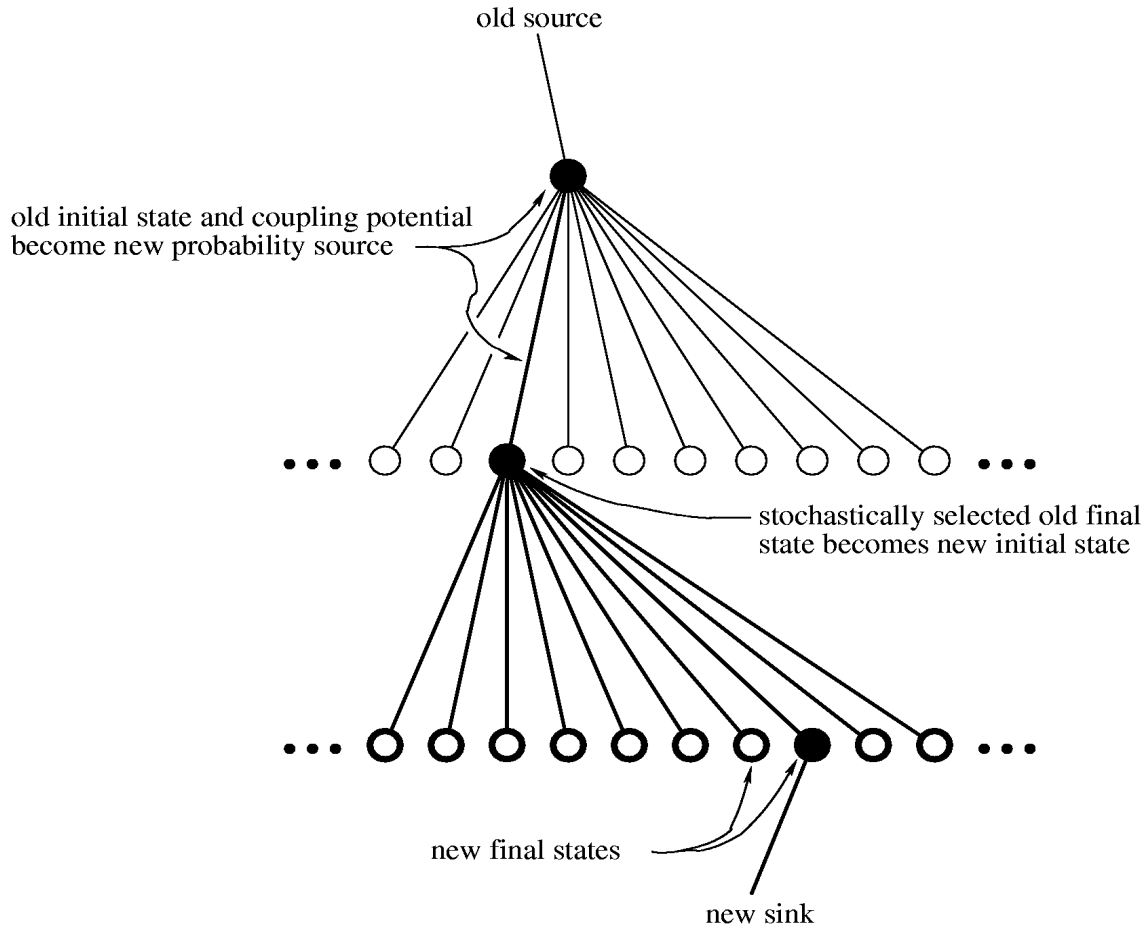 old source
old initial state and coupling potential
become new probability source
stochastically selected old final
state becomes new initial state
new final states
new sink